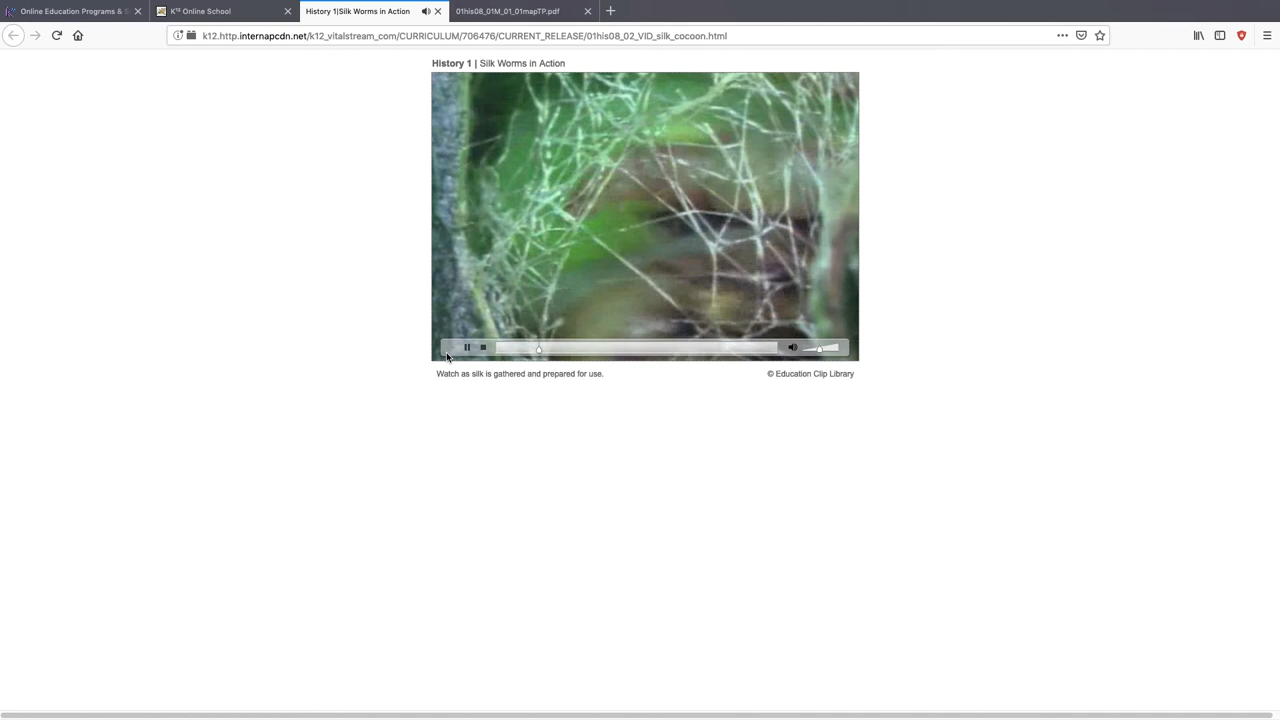 Online Education Programs & S
K¹² Online School
History 1|Silk Worms in Action
01his08_01M_01_01mapTP.pdf
k12.http.internapcdn.net/k12_vitalstream_com/CURRICULUM/706476/CURRENT_RELEASE/01his08_02_VID_silk_cocoon.html
History 1 | Silk Worms in Action
Watch as silk is gathered and prepared for use.
© Education Clip Library